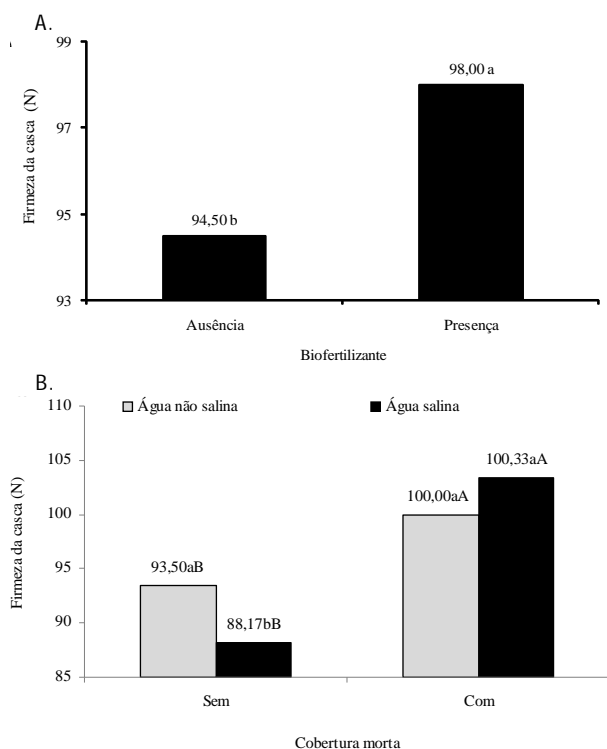 A.
99
97
95
93
Firmeza da casca (N)
94,50 b
98,00 a
Ausência
Presença
Biofertilizante
B.
Água não salina
Água salina
110
105
100
95
90
85
Firmeza da casca (N)
93,50aB
88,17bB
100,00aA
100,33aA
Sem
Com
Cobertura morta